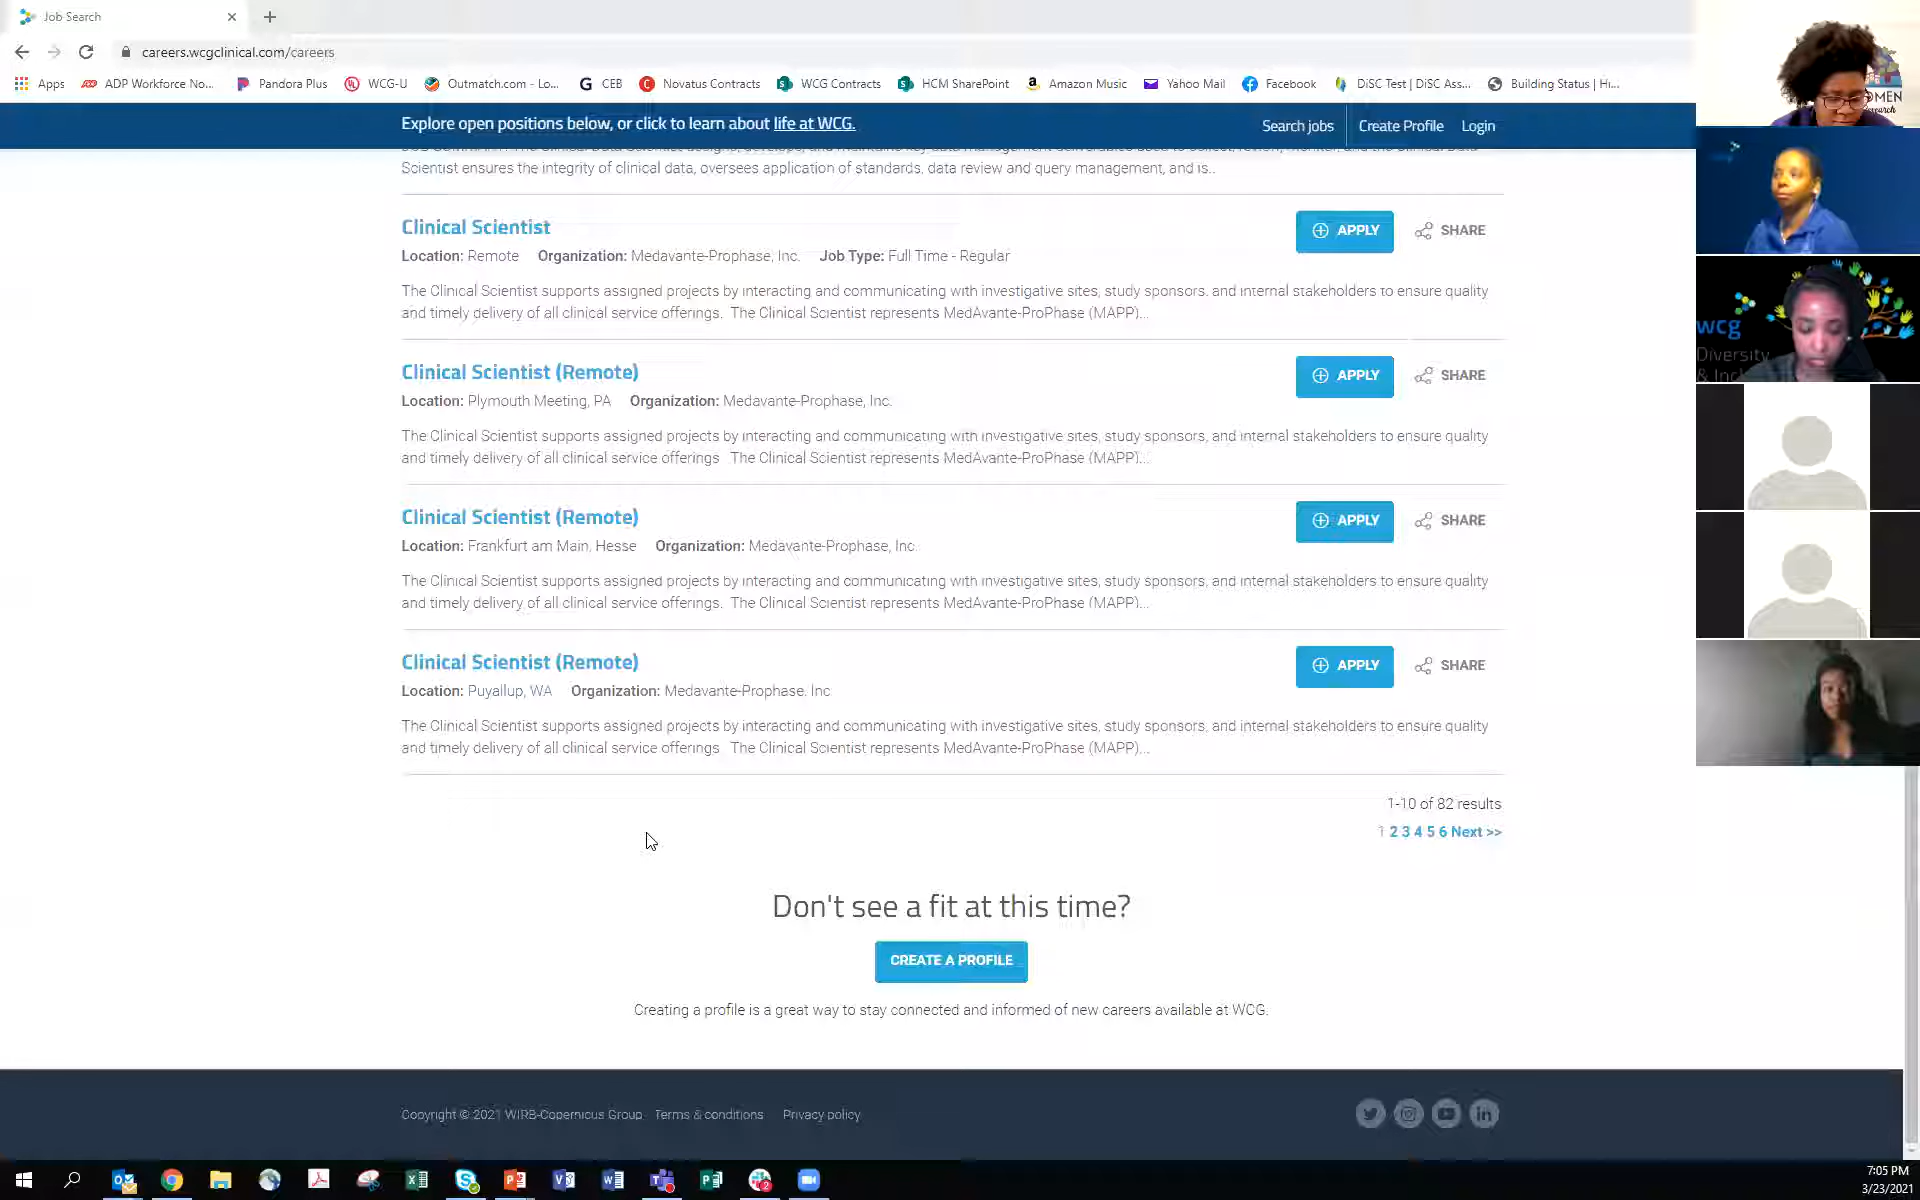 Job Search
careers.wcgclinical.com/careers
Apps ADP Workforce No... Pandora Plus WCG-U Outmatch.com - Lo... CEB Novatus Contracts WCG Contracts HCM SharePoint Amazon Music Yahoo Mail Facebook DiSC Test | DiSC Ass... Building Status | Hi...
Explore open positions below, or click to learn about life at WCG. Search jobs Create Profile Login
Scientist ensures the integrity of clinical data, oversees application of standards, data review and query management, and is..
Clinical Scientist APPLY SHARE
Location: Remote Organization: Medavante-Prophase, Inc. Job Type: Full Time - Regular
The Clinical Scientist supports assigned projects by interacting and communicating with investigative sites, study sponsors, and internal stakeholders to ensure quality
and timely delivery of all clinical service offerings. The Clinical Scientist represents MedAvante-ProPhase (MAPP)...
Clinical Scientist (Remote) APPLY SHARE
Location: Plymouth Meeting, PA Organization: Medavante-Prophase, Inc.
The Clinical Scientist supports assigned projects by interacting and communicating with investigative sites, study sponsors, and internal stakeholders to ensure quality
and timely delivery of all clinical service offerings The Clinical Scientist represents MedAvante-ProPhase (MAPP)...
Clinical Scientist (Remote) APPLY SHARE
Location: Frankfurt am Main, Hesse Organization: Medavante-Prophase, Inc.
The Clinical Scientist supports assigned projects by interacting and communicating with investigative sites, study sponsors, and internal stakeholders to ensure quality
and timely delivery of all clinical service offerings. The Clinical Scientist represents MedAvante-ProPhase (MAPP)...
Clinical Scientist (Remote) APPLY SHARE
Location: Puyallup, WA Organization: Medavante-Prophase, Inc
The Clinical Scientist supports assigned projects by interacting and communicating with investigative sites, study sponsors, and internal stakeholders to ensure quality
and timely delivery of all clinical service offerings The Clinical Scientist represents MedAvante-ProPhase (MAPP)...
1-10 of 82 results
1 2 3 4 5 6 Next >>
Don't see a fit at this time?
CREATE A PROFILE
Creating a profile is a great way to stay connected and informed of new careers available at WCG.
Copyright © 2021 WIRB-Copernicus Group Terms & conditions Privacy policy
wcg
Diversity
7:05 PM
3/23/2021